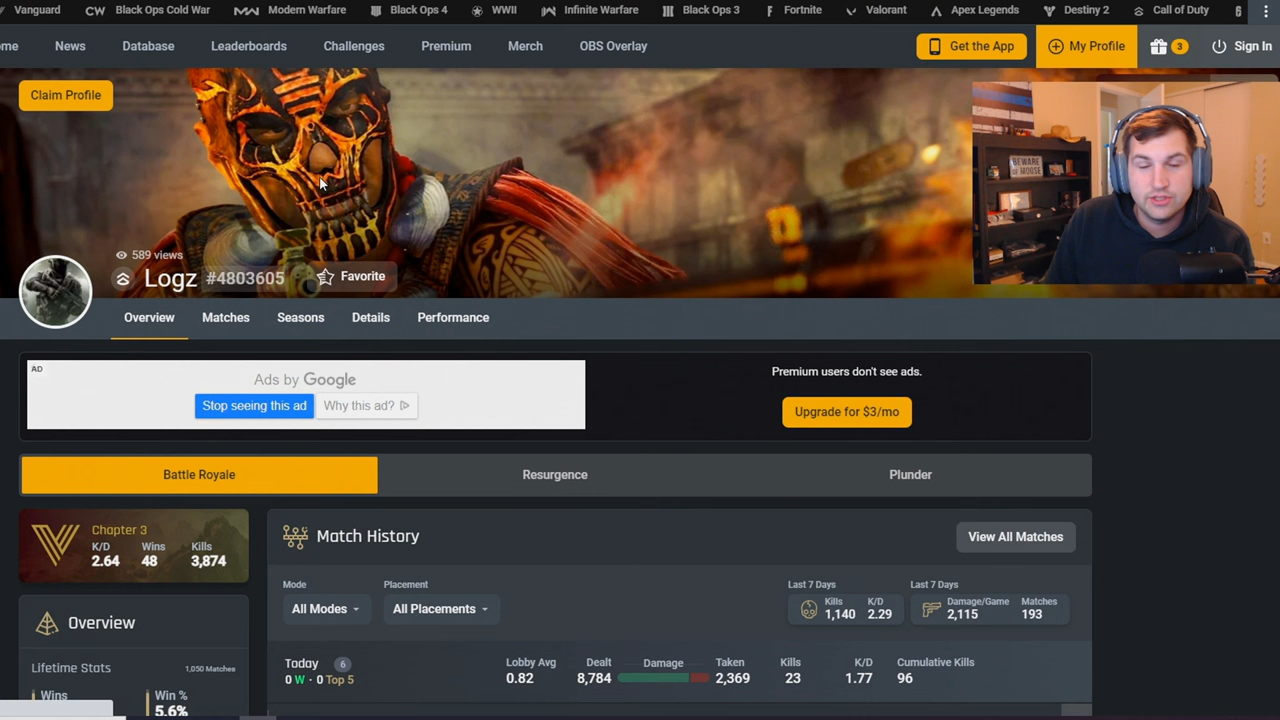 Vanguard CW Black Ops Cold War Modern Warfare Black Ops 4 WWII Infinite Warfare Black Ops 3 Fortnite Valorant Apex Legends Destiny 2 Call of Duty 6
ome News Database Leaderboards Challenges Premium Merch OBS Overlay Get the App My Profile 3 Sign In
Claim Profile
BEWARE
OF MOOSE
589 views
Logz #4803605 Favorite
Overview Matches Seasons Details Performance
AD
Ads by Google
Stop seeing this ad Why this ad?
Premium users don't see ads.
Upgrade for $3/mo
Battle Royale Resurgence Plunder
Chapter 3
K/D Wins Kills
2.64 48 3,874
Overview
Lifetime Stats 1,050 Matches
Wins Win %
5.6%
Match History View All Matches
Mode Placement
All Modes All Placements
Last 7 Days Last 7 Days
Kills K/D Damage/Game Matches
1,140 2.29 2,115 193
Today 6 Lobby Avg Dealt Damage Taken Kills K/D Cumulative Kills
0 W · 0 Top 5 0.82 8,784 2,369 23 1.77 96